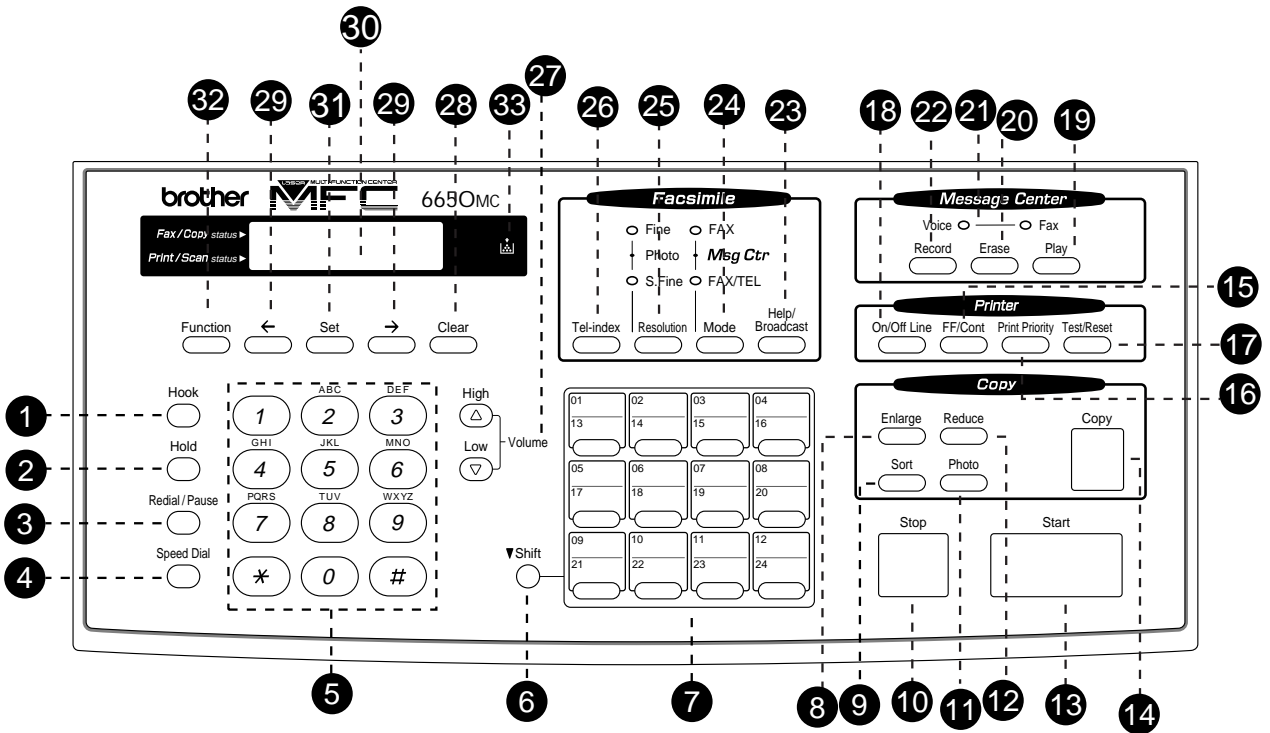 30
32 29 31 29 28 33 27 26 25 24 23 18 22 21 20 19
brother LASER MULTI FUNCTION CENTER MFC 6650MC
Fax / Copy status ▶
Print / Scan status ▶
Function ← Set → Clear
Facsimile
Fine FAX
Photo Msg Ctr
S.Fine FAX/TEL
Tel-index Resolution Mode Help/
Broadcast
Message Center
Voice Fax
Record Erase Play
15
Printer
On/Off Line FF/Cont Print Priority Test/Reset
17
16
Copy
Enlarge Reduce Copy
Sort Photo
Stop Start
1 Hook
2 Hold
3 Redial / Pause
4 Speed Dial
ABC DEF
1 2 3
GHI JKL MNO
4 5 6
PQRS TUV WXYZ
7 8 9
* 0 #
High
Volume
Low
▼Shift
01 02 03 04
13 14 15 16
05 06 07 08
17 18 19 20
09 10 11 12
21 22 23 24
5 6 7 8 9 10 11 12 13 14